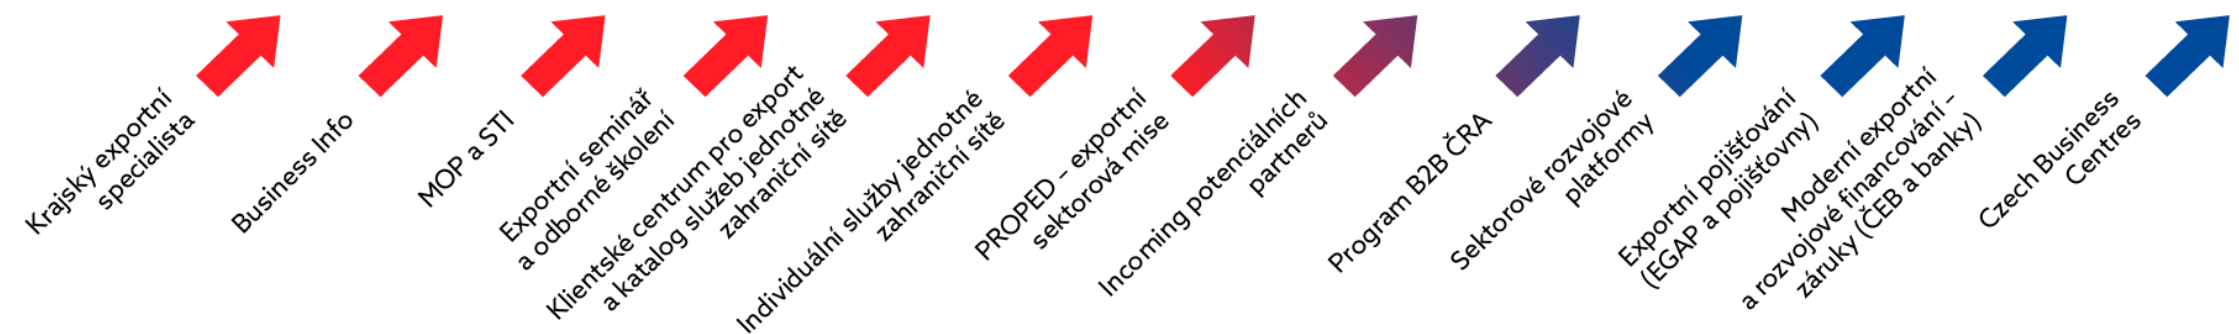 Krajský exportní
specialista
Business Info
MOP a STI
Exportní seminář
a odborné školení
Klientské centrum pro export
a katalog služeb jednotné
zahraniční sítě
Individuální služby jednotné
zahraniční sítě
PROPED – exportní
sektorová mise
Incoming potenciálních
partnerů
Program B2B ČRA
Sektorové rozvojové
platformy
Exportní pojišťování
(EGAP a pojišťovny)
Moderní exportní
a rozvojové financování –
záruky (ČEB a banky)
Czech Business
Centres